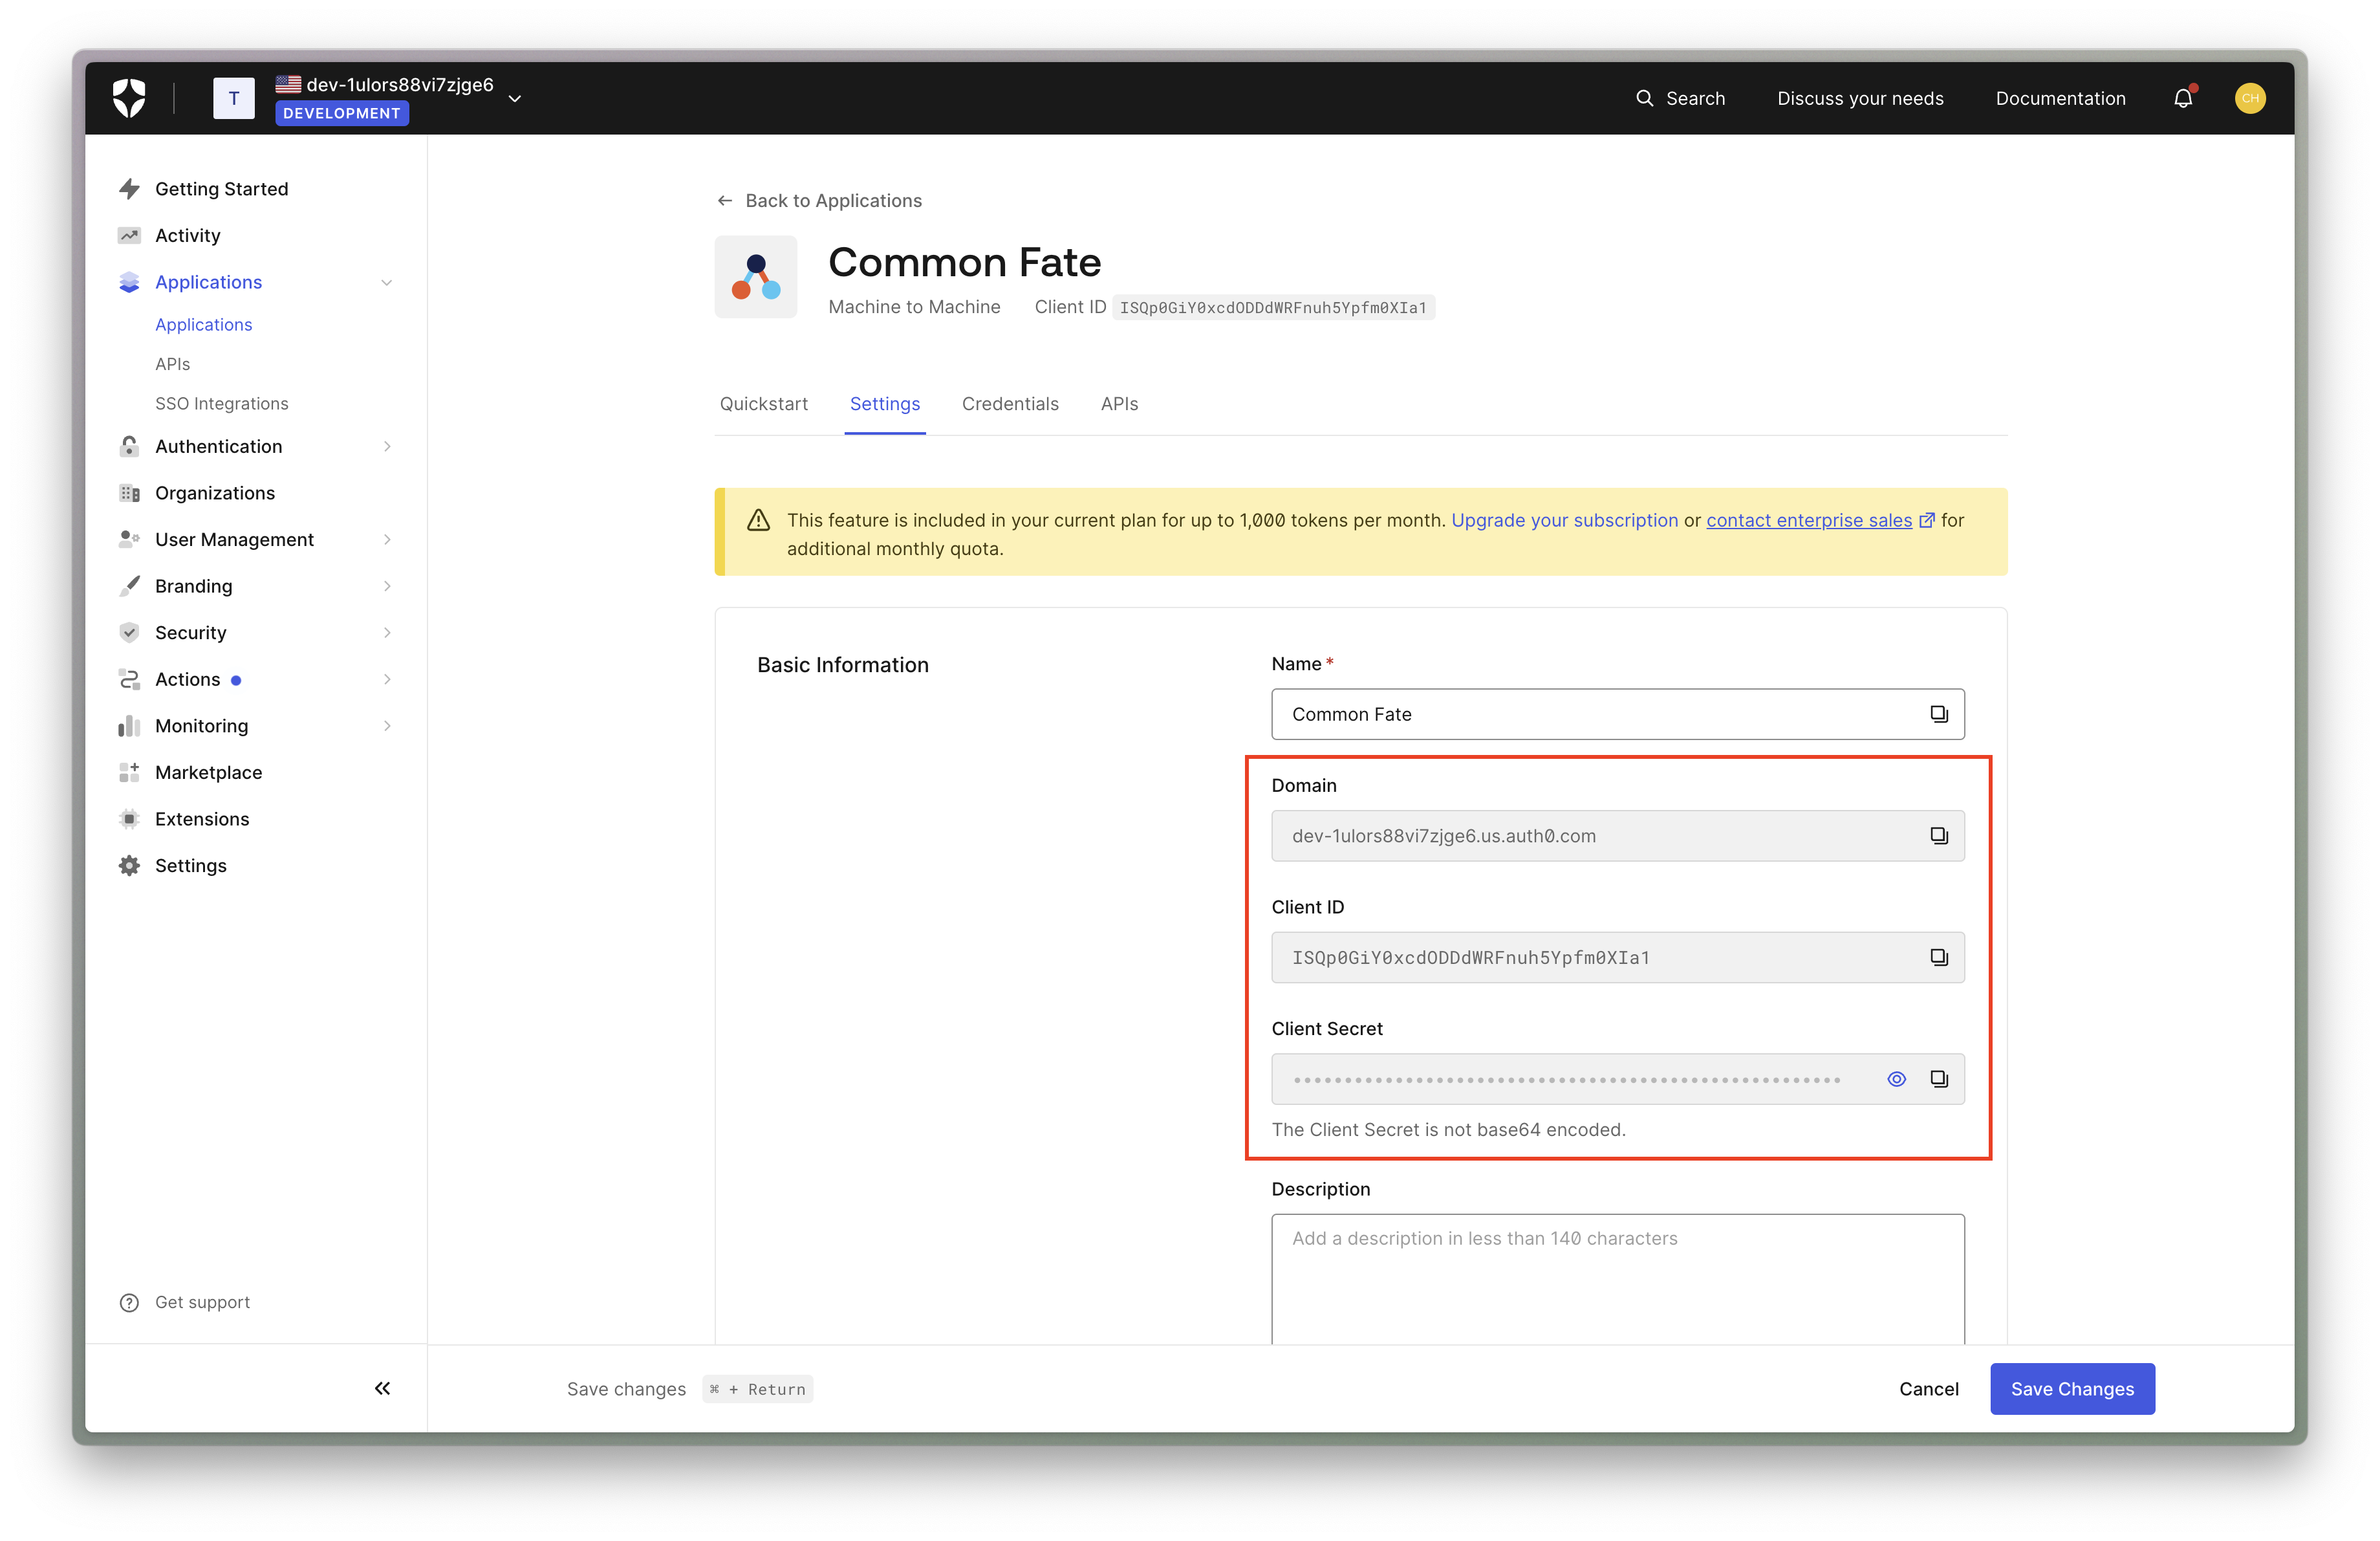 T
dev-1ulors88vi7zjge6
DEVELOPMENT
Search
Discuss your needs
Documentation
CH
Getting Started
Activity
Applications
Applications
APIs
SSO Integrations
Authentication
Organizations
User Management
Branding
Security
Actions
Monitoring
Marketplace
Extensions
Settings
Get support
Back to Applications
Common Fate
Machine to Machine Client ID ISQp0GiY0xcdODDdWRFnuh5Ypfm0XIa1
Quickstart Settings Credentials APIs
This feature is included in your current plan for up to 1,000 tokens per month. Upgrade your subscription or contact enterprise sales for
additional monthly quota.
Basic Information
Name *
Common Fate
Domain
dev-1ulors88vi7zjge6.us.auth0.com
Client ID
ISQp0GiY0xcdODDdWRFnuh5Ypfm0XIa1
Client Secret
The Client Secret is not base64 encoded.
Description
Add a description in less than 140 characters
Save changes ⌘ + Return
Cancel
Save Changes